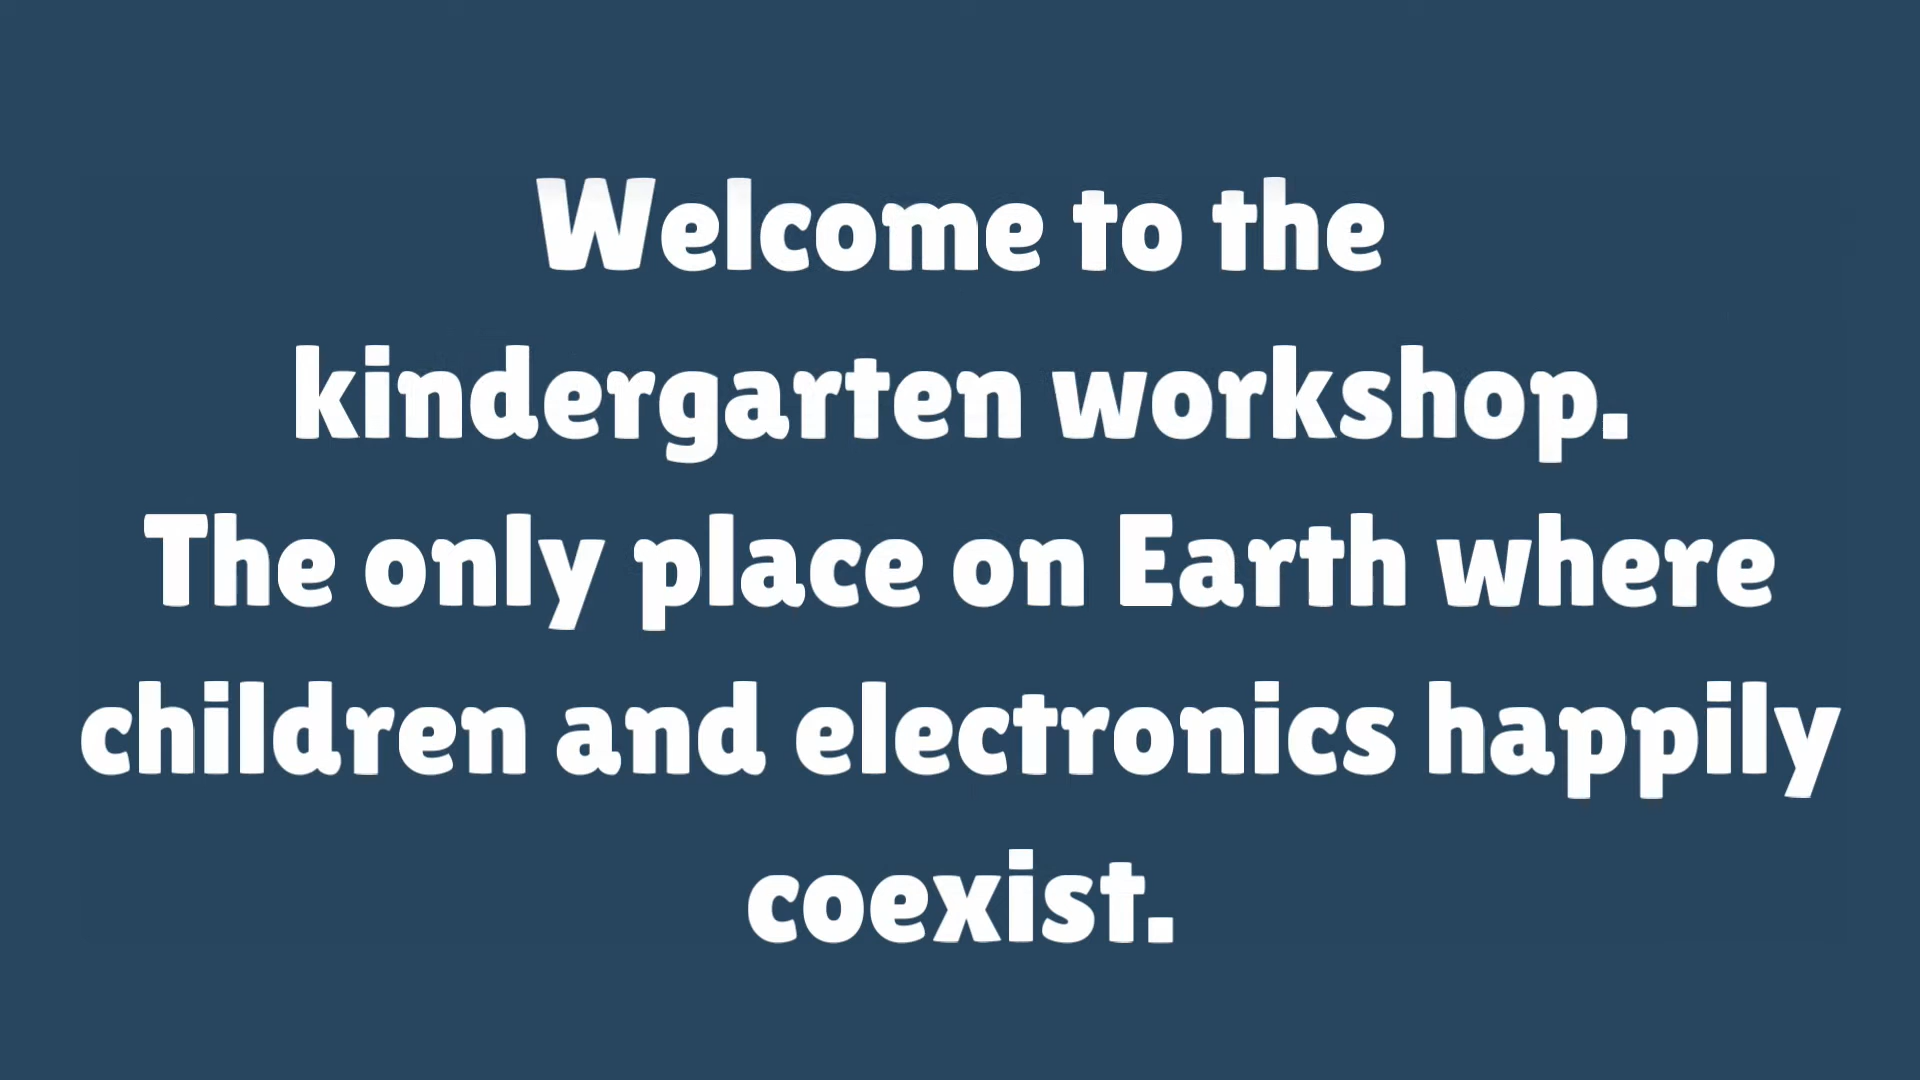 Welcome to the
kindergarten workshop.
The only place on Earth where
children and electronics happily
coexist.